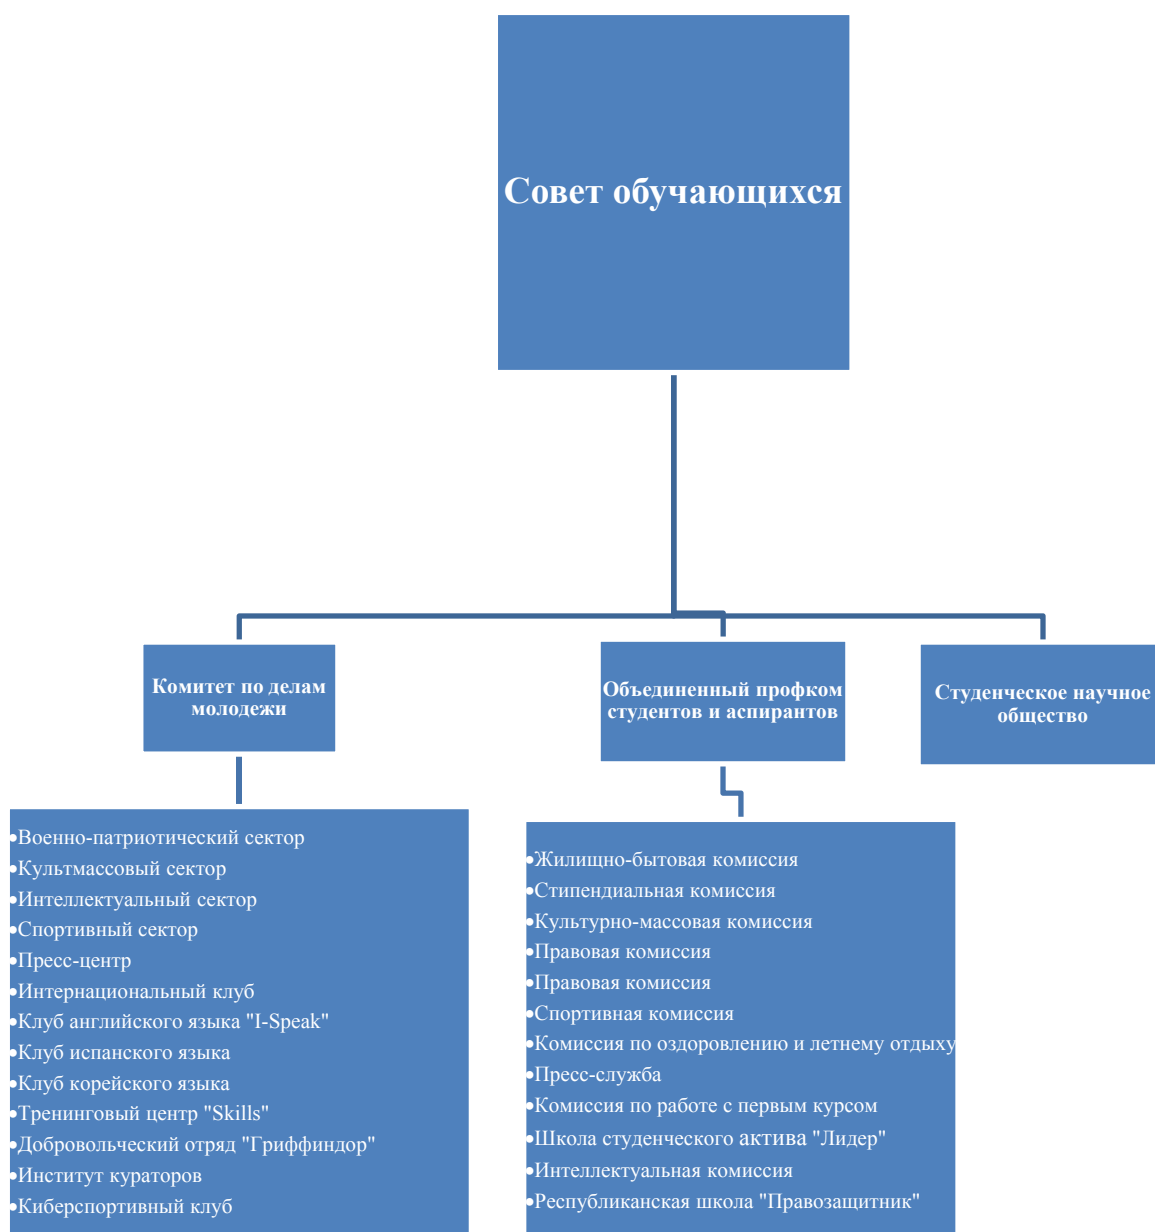 Совет обучающихся
Комитет по делам
молодежи
Объединенный профком
студентов и аспирантов
Студенческое научное
общество
•Военно-патриотический сектор
•Культмассовый сектор
•Интеллектуальный сектор
•Спортивный сектор
•Пресс-центр
•Интернациональный клуб
•Клуб английского языка "I-Speak"
•Клуб испанского языка
•Клуб корейского языка
•Тренинговый центр "Skills"
•Добровольческий отряд "Гриффиндор"
•Институт кураторов
•Киберспортивный клуб
•Жилищно-бытовая комиссия
•Стипендиальная комиссия
•Культурно-массовая комиссия
•Правовая комиссия
•Правовая комиссия
•Спортивная комиссия
•Комиссия по оздоровлению и летнему отдыху
•Пресс-служба
•Комиссия по работе с первым курсом
•Школа студенческого актива "Лидер"
•Интеллектуальная комиссия
•Республиканская школа "Правозащитник"